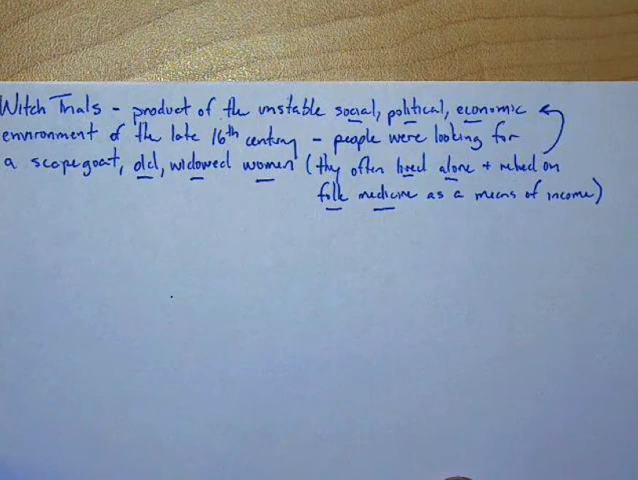 Witch Trials - product of the unstable social, political, economic
environment of the late 16th century - people were looking for
a scapegoat, old, widowed women (they often lived alone + relied on
folk medicine as a means of income)